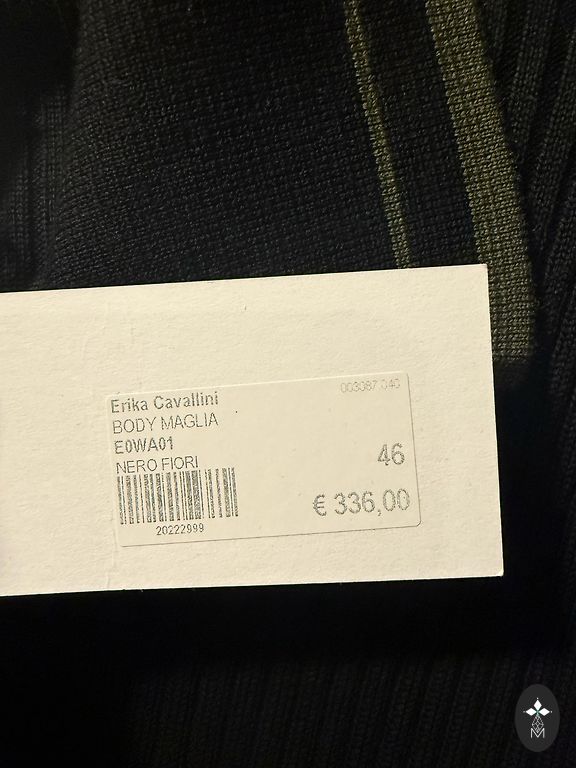 003087 040
Erika Cavallini
BODY MAGLIA
E0WA01
NERO FIORI
46
20222999
€ 336,00